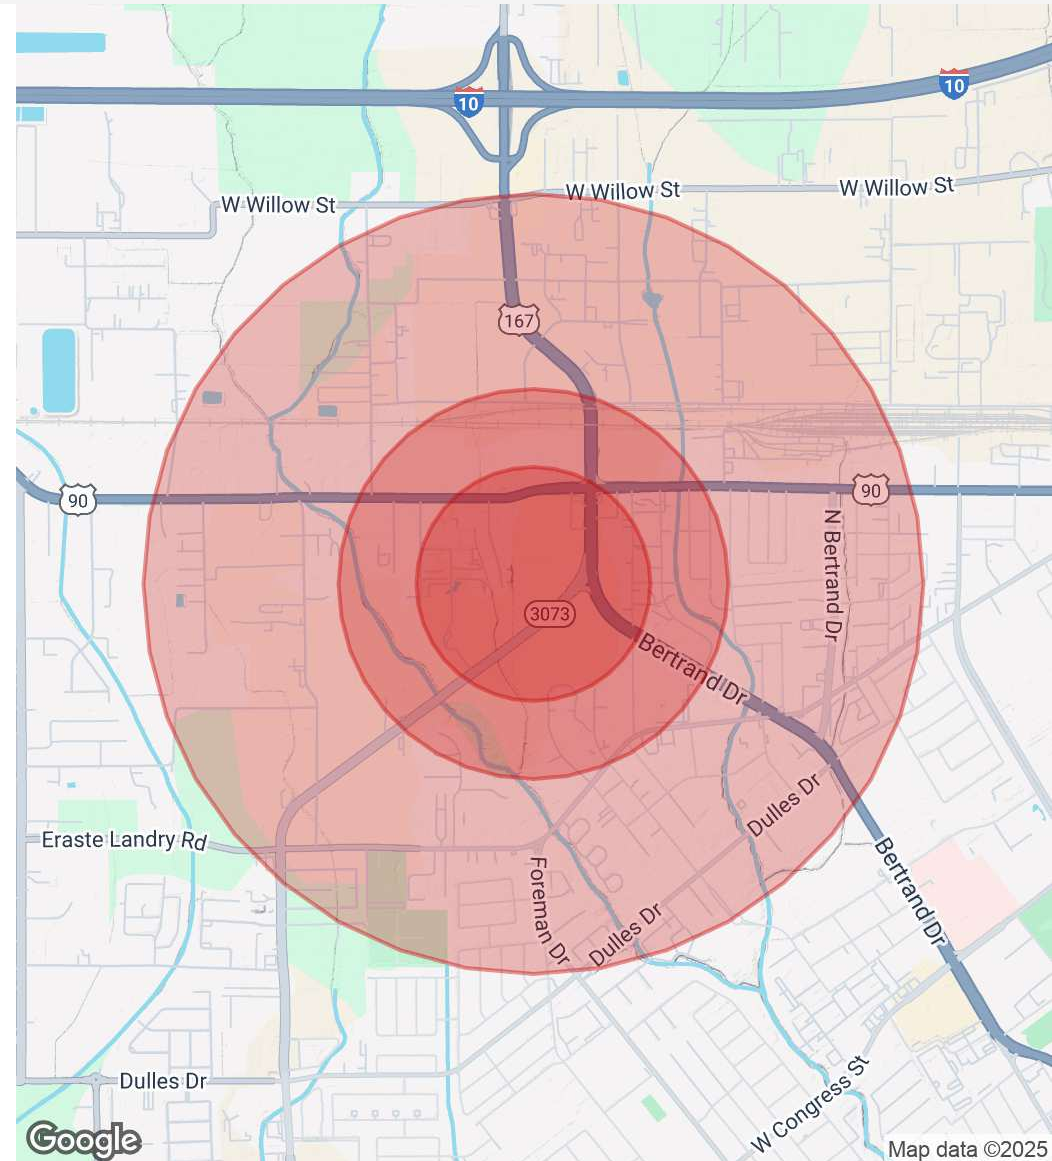 10
10
W Willow St
W Willow St
W Willow St
167
90
90
N Bertrand Dr
3073
Bertrand Dr
Dulles Dr
Eraste Landry Rd
Bertrand Dr
Foreman Dr
Dulles Dr
Dulles Dr
W Congress St
Google
Map data ©2025